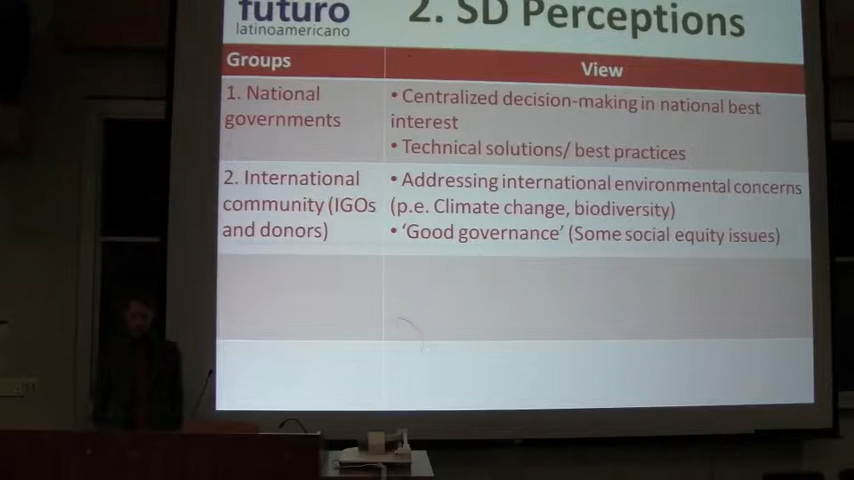 futuro
latinoamericano
2. SD Perceptions
Groups
View
1. National
governments
• Centralized decision-making in national best
interest
• Technical solutions/ best practices
2. International
community (IGOs
and donors)
• Addressing international environmental concerns
(p.e. Climate change, biodiversity)
• ‘Good governance’ (Some social equity issues)